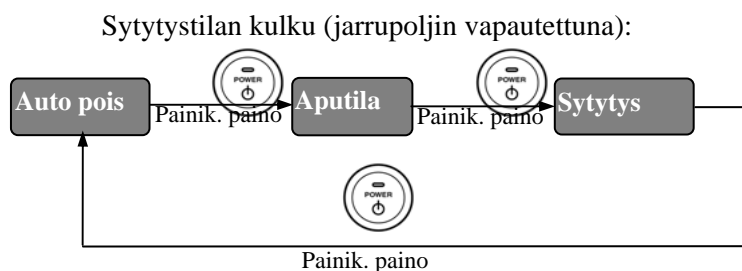 Sytytystilan kulku (jarrupoljin vapautettuna):
POWER
POWER
Auto pois
Painik. paino
Aputila
Painik. paino
Sytytys
POWER
Painik. paino